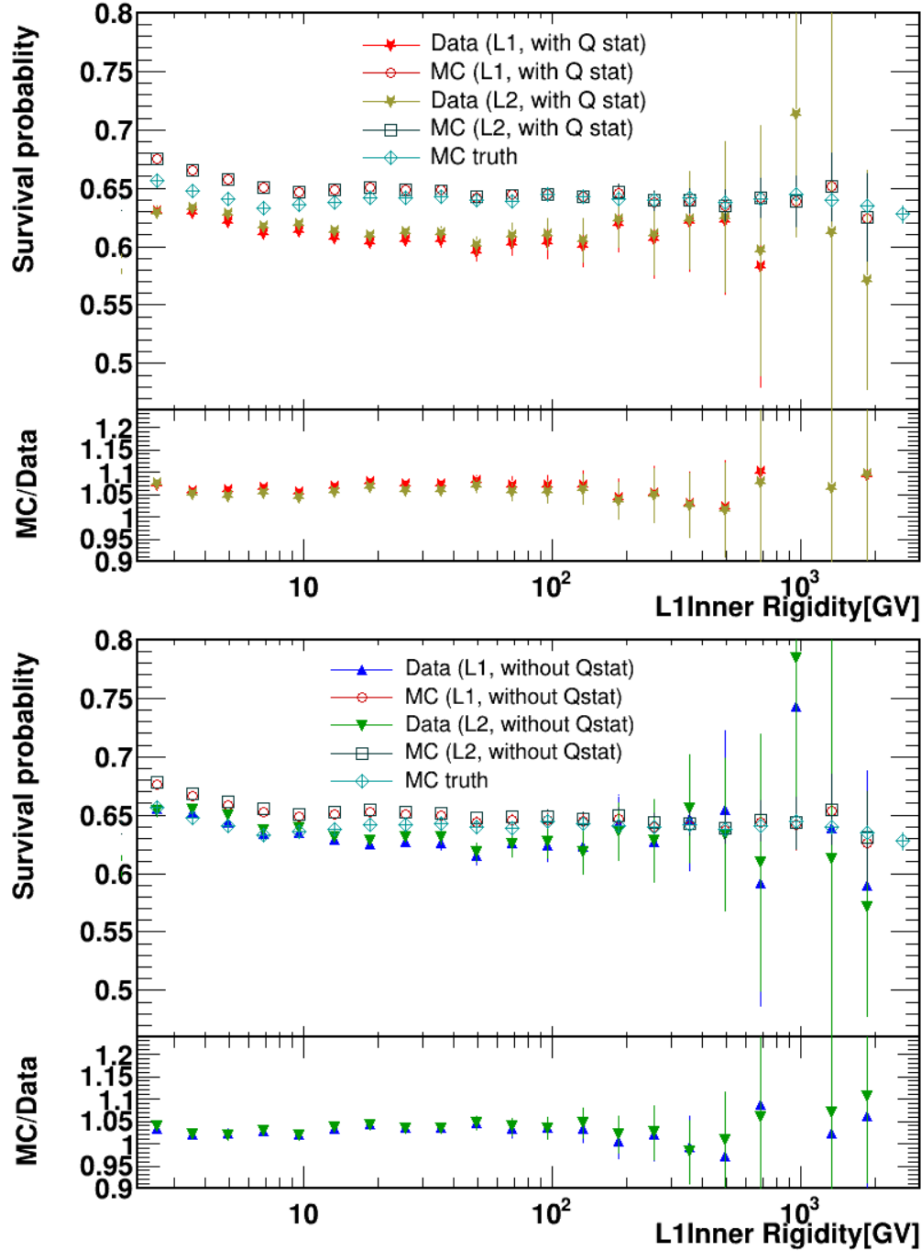 0.8
0.75
0.7
0.65
0.6
0.55
0.5
Survival probablity
Data (L1, with Q stat)
MC (L1, with Q stat)
Data (L2, with Q stat)
MC (L2, with Q stat)
MC truth
1.2
1.15
1.1
1.05
1
0.95
0.9
MC/Data
10
10²
10³
L1Inner Rigidity[GV]
0.8
0.75
0.7
0.65
0.6
0.55
0.5
Survival probablity
Data (L1, without Qstat)
MC (L1, without Qstat)
Data (L2, without Qstat)
MC (L2, without Qstat)
MC truth
1.2
1.15
1.1
1.05
1
0.95
0.9
MC/Data
10
10²
10³
L1Inner Rigidity[GV]